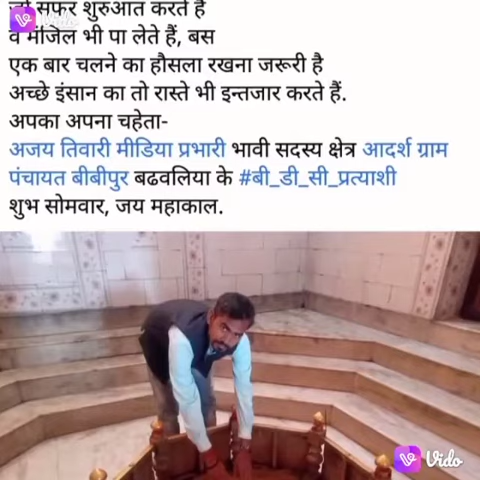 जो सफर शुरुआत करते है
वे मंजिल भी पा लेते हैं, बस
एक बार चलने का हौसला रखना जरूरी है
अच्छे इंसान का तो रास्ते भी इन्तजार करते हैं.
अपका अपना चहेता-
अजय तिवारी मीडिया प्रभारी भावी सदस्य क्षेत्र आदर्श ग्राम
पंचायत बीबीपुर बढवलिया के #बी_डी_सी_प्रत्याशी
शुभ सोमवार, जय महाकाल.
Vido